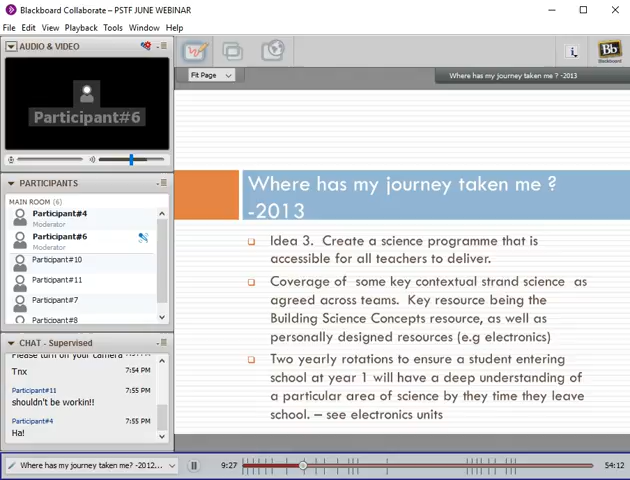 Blackboard Collaborate – PSTF JUNE WEBINAR
File Edit View Playback Tools Window Help
AUDIO & VIDEO
Participant#6
Fit Page
Where has my journey taken me ? -2013
Bb
Blackboard
PARTICIPANTS
MAIN ROOM (6)
Participant#4
Moderator
Participant#6
Moderator
Participant#10
Participant#11
Participant#7
Participant#8
CHAT - Supervised
Please turn on your camera
7:54 PM
Tnx
Participant#11 7:55 PM
shouldn't be workin!!
Participant#4 7:55 PM
Ha!
Where has my journey taken me ?
-2013
Idea 3. Create a science programme that is
accessible for all teachers to deliver.
Coverage of some key contextual strand science as
agreed across teams. Key resource being the
Building Science Concepts resource, as well as
personally designed resources (e.g electronics)
Two yearly rotations to ensure a student entering
school at year 1 will have a deep understanding of
a particular area of science by they time they leave
school. – see electronics units
Where has my journey taken me? -2012...
9:27
54:12